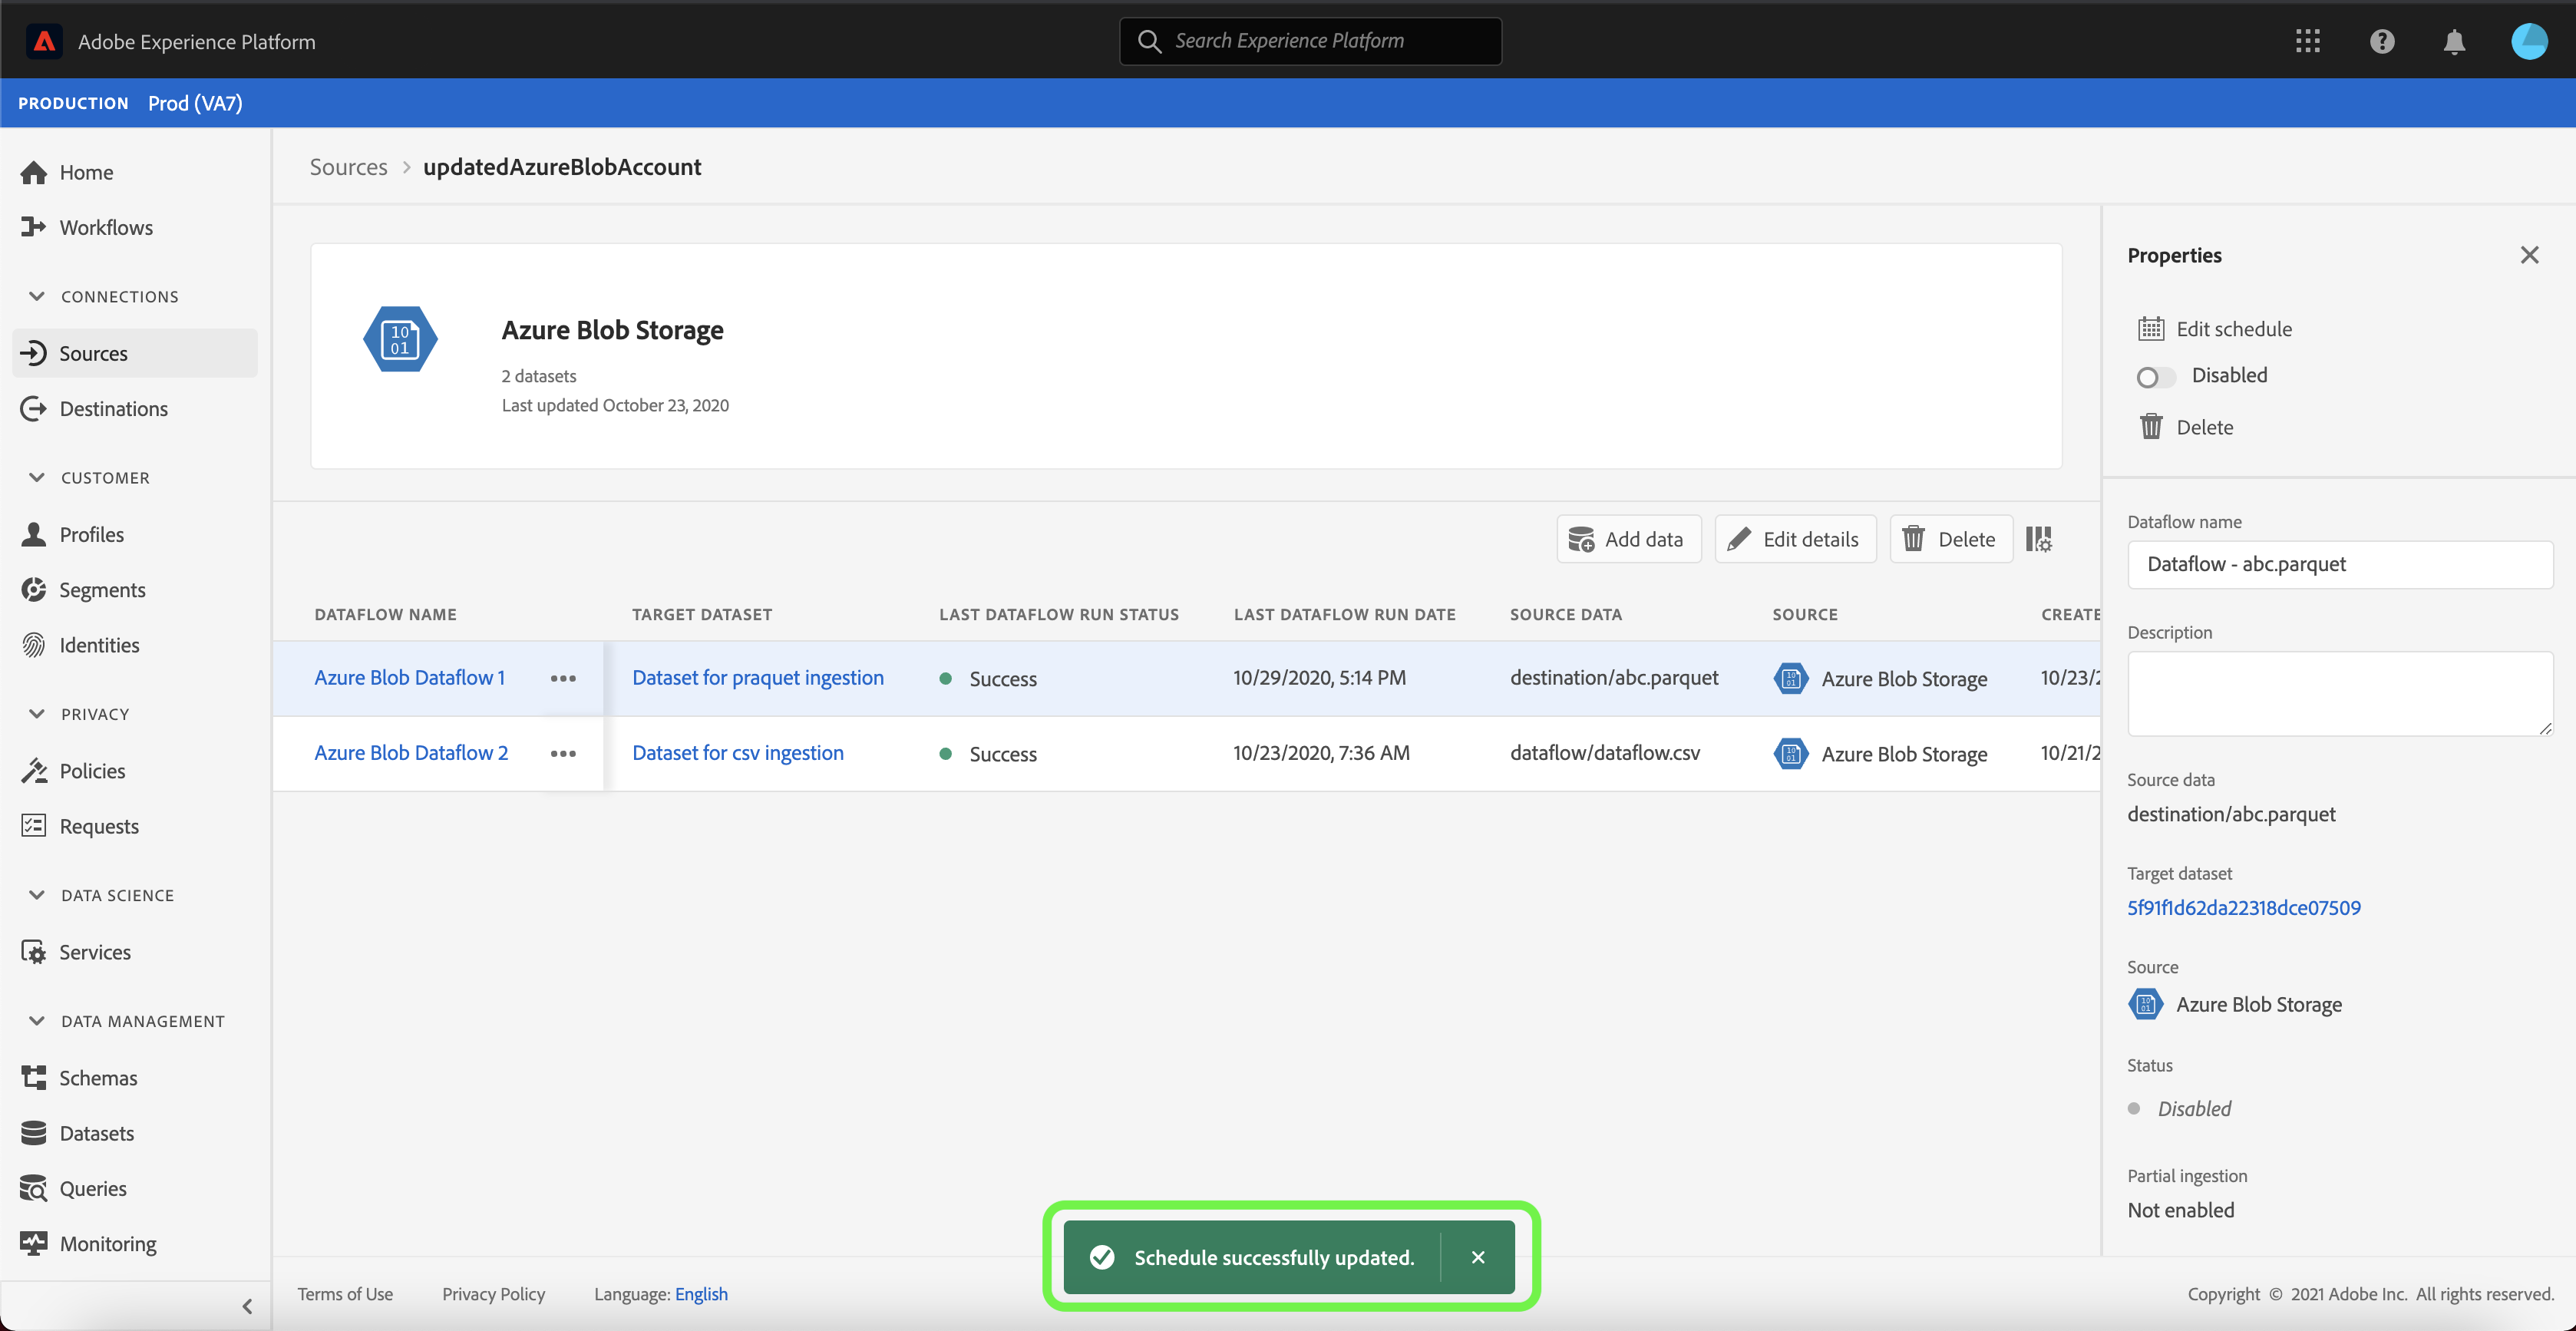 Adobe Experience Platform
Search Experience Platform
PRODUCTION Prod (VA7)
Home
Workflows
CONNECTIONS
Sources
Destinations
CUSTOMER
Profiles
Segments
Identities
PRIVACY
Policies
Requests
DATA SCIENCE
Services
DATA MANAGEMENT
Schemas
Datasets
Queries
Monitoring
Sources > updatedAzureBlobAccount
10
01
Azure Blob Storage
2 datasets
Last updated October 23, 2020
Add data Edit details Delete
DATAFLOW NAME TARGET DATASET LAST DATAFLOW RUN STATUS LAST DATAFLOW RUN DATE SOURCE DATA SOURCE CREATE
Azure Blob Dataflow 1 ••• Dataset for praquet ingestion Success 10/29/2020, 5:14 PM destination/abc.parquet Azure Blob Storage 10/23/2
Azure Blob Dataflow 2 ••• Dataset for csv ingestion Success 10/23/2020, 7:36 AM dataflow/dataflow.csv Azure Blob Storage 10/21/2
Properties
Edit schedule
Disabled
Delete
Dataflow name
Dataflow - abc.parquet
Description
Source data
destination/abc.parquet
Target dataset
5f91f1d62da22318dce07509
Source
Azure Blob Storage
Status
Disabled
Partial ingestion
Not enabled
Schedule successfully updated.
Terms of Use Privacy Policy Language: English
Copyright © 2021 Adobe Inc. All rights reserved.